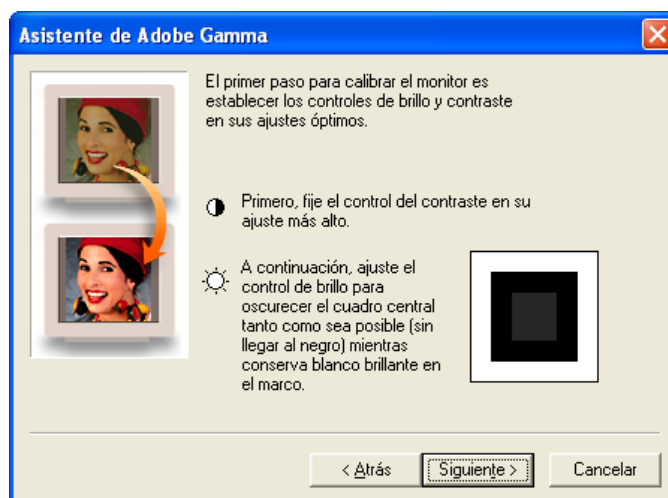 Asistente de Adobe Gamma
El primer paso para calibrar el monitor es
establecer los controles de brillo y contraste
en sus ajustes óptimos.
Primero, fije el control del contraste en su
ajuste más alto.
A continuación, ajuste el
control de brillo para
oscurecer el cuadro central
tanto como sea posible (sin
llegar al negro) mientras
conserva blanco brillante en
el marco.
< Atrás
Siguiente >
Cancelar